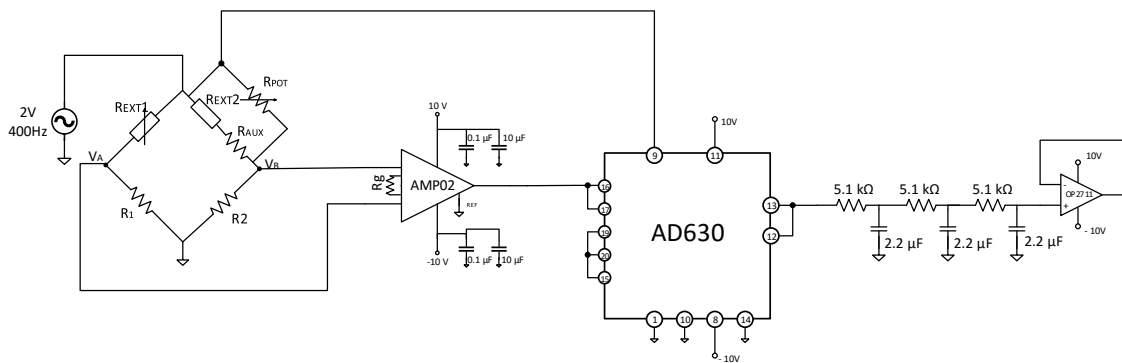 2V
400Hz
REXT1
REXT2
RPOT
RAUX
VA
VB
R1
R2
Rg
10 V
0.1 µF
10 µF
AMP02
REF
-10 V
0.1 µF
10 µF
9
11
10V
16
17
19
20
15
13
12
AD630
1
10
8
14
- 10V
5.1 kΩ
5.1 kΩ
5.1 kΩ
2.2 µF
2.2 µF
2.2 µF
10V
-
OP2711
+
- 10V